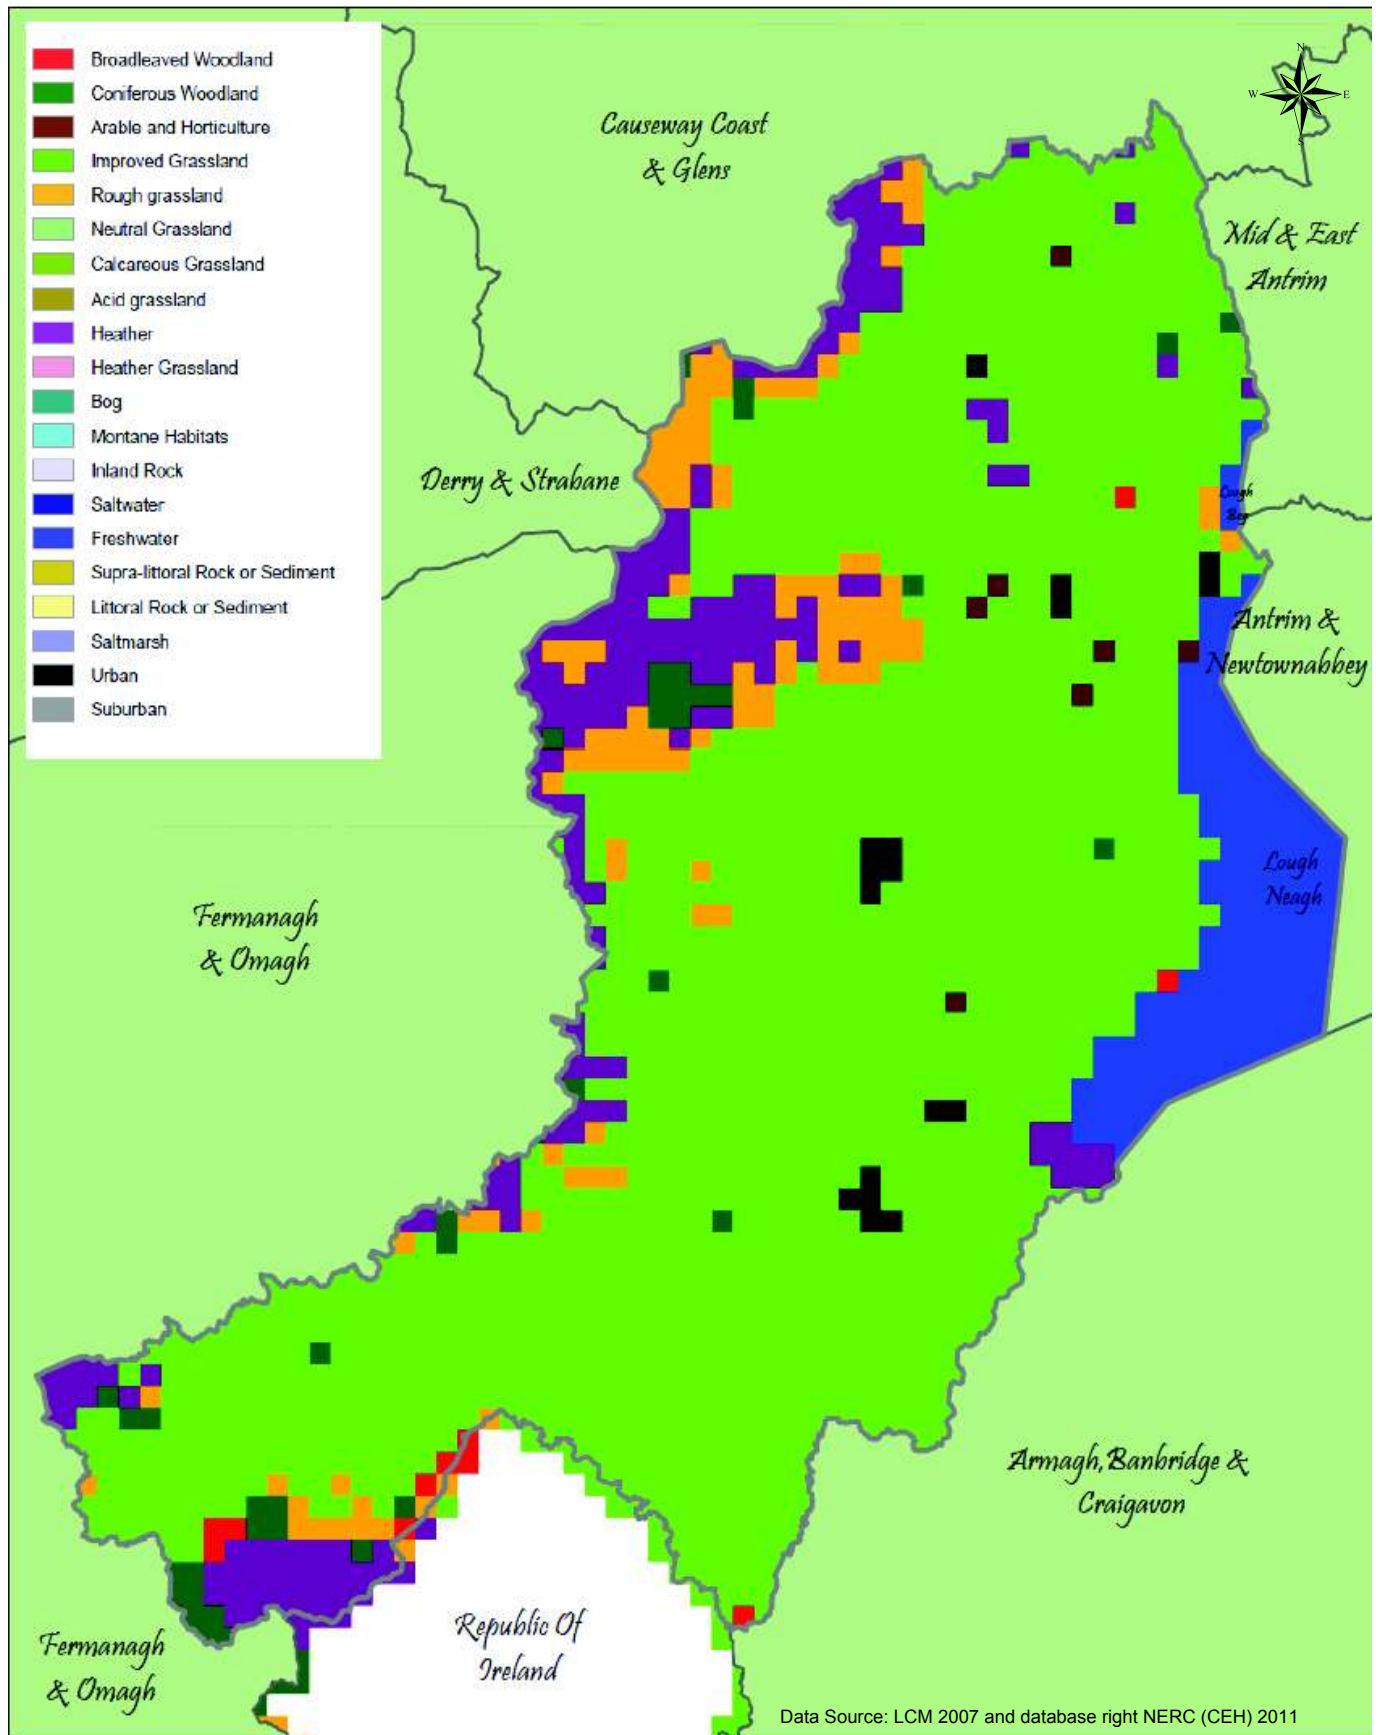 Broadleaved Woodland
Coniferous Woodland
Arable and Horticulture
Improved Grassland
Rough grassland
Neutral Grassland
Calcareous Grassland
Acid grassland
Heather
Heather Grassland
Bog
Montane Habitats
Inland Rock
Saltwater
Freshwater
Supra-littoral Rock or Sediment
Littoral Rock or Sediment
Saltmarsh
Urban
Suburban
N
W
E
S
Causeway Coast
& Glens
Mid & East
Antrim
Derry & Strabane
Lough
Beg
Antrim &
Newtownabbey
Lough
Neagh
Fermanagh
& Omagh
Armagh, Banbridge &
Craigavon
Republic Of
Ireland
Fermanagh
& Omagh
Data Source: LCM 2007 and database right NERC (CEH) 2011